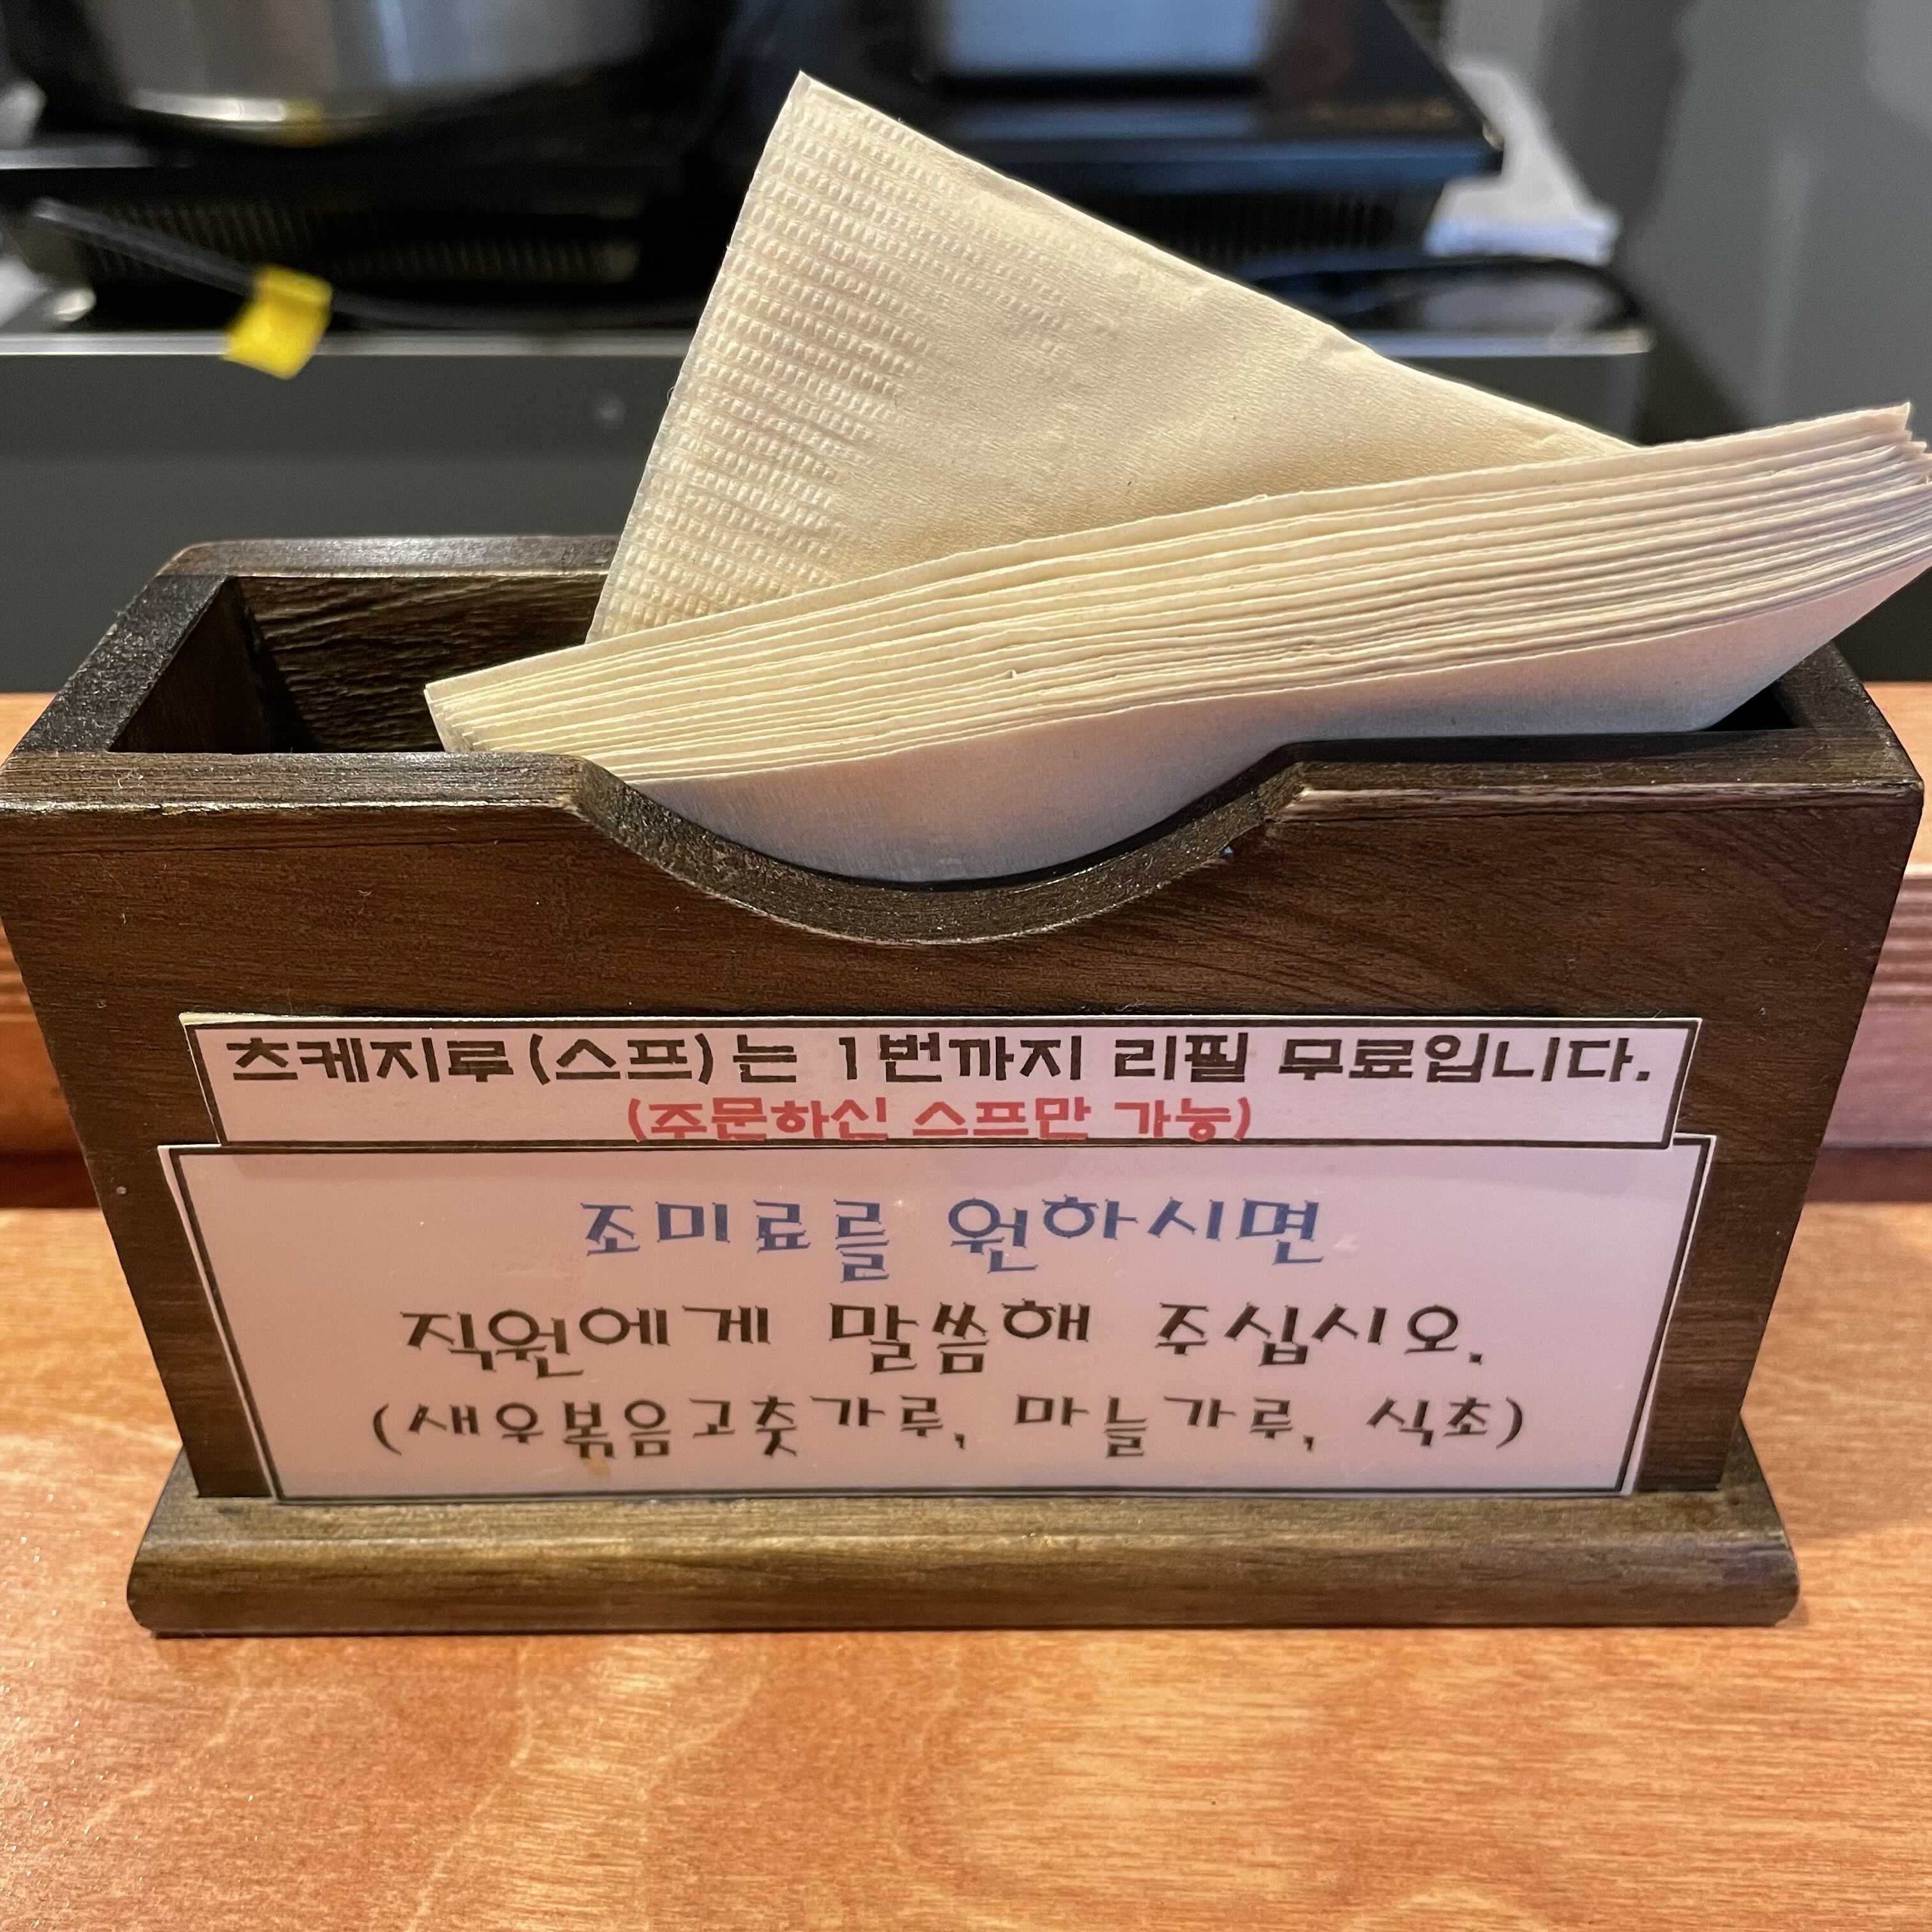 츠케지루(스프)는 1번까지 리필 무료입니다.
(주문하신 스프만 가능)
조미료를 원하시면
직원에게 말씀해 주십시오.
(새우볶음고춧가루, 마늘가루, 식초)